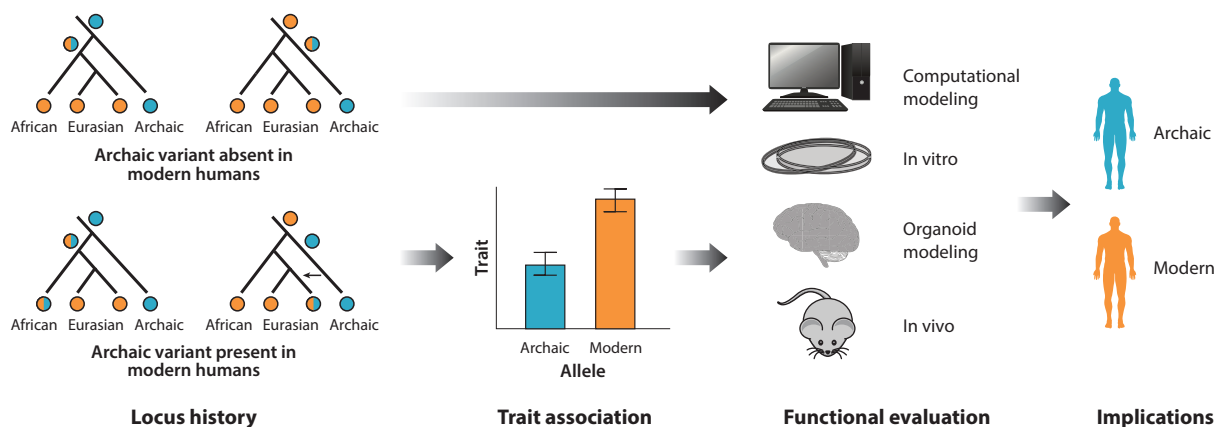 African Eurasian Archaic
African Eurasian Archaic
Archaic variant absent in
modern humans
African Eurasian Archaic
African Eurasian Archaic
Archaic variant present in
modern humans
Locus history
Trait
Archaic
Modern
Allele
Trait association
Computational
modeling
In vitro
Organoid
modeling
In vivo
Functional evaluation
Archaic
Modern
Implications